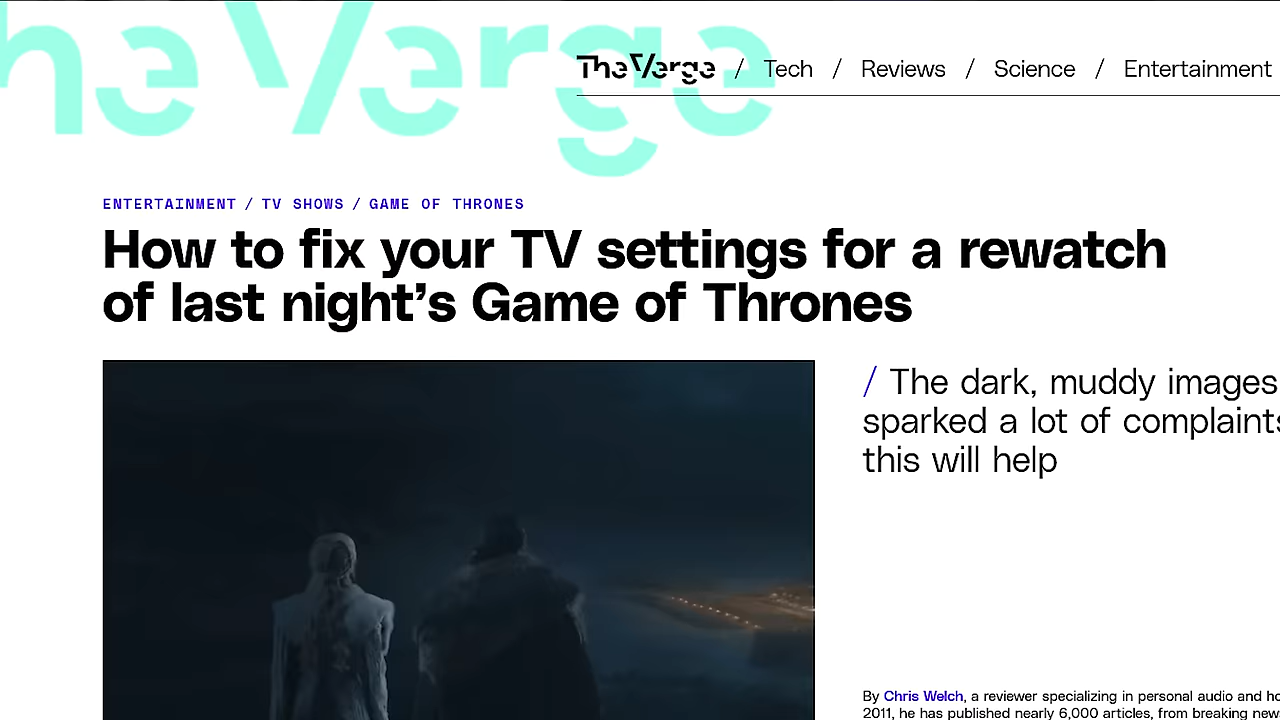 The Verge
The Verge / Tech / Reviews / Science / Entertainment
ENTERTAINMENT / TV SHOWS / GAME OF THRONES
How to fix your TV settings for a rewatch
of last night’s Game of Thrones
/ The dark, muddy images
sparked a lot of complaints
this will help
By Chris Welch, a reviewer specializing in personal audio and ho
2011, he has published nearly 6,000 articles, from breaking new